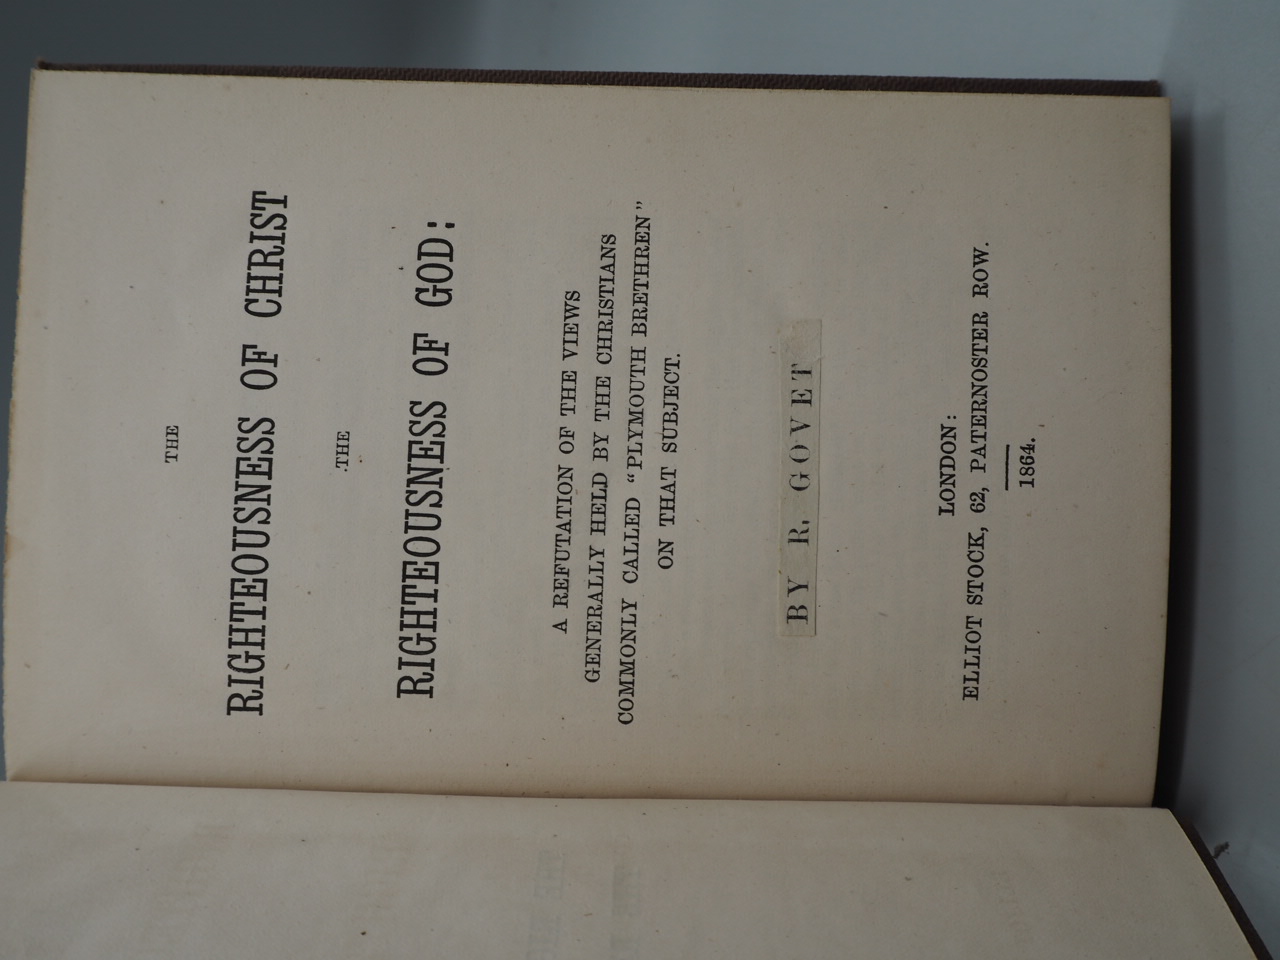 THE
RIGHTEOUSNESS OF CHRIST
THE
RIGHTEOUSNESS OF GOD:
A REFUTATION OF THE VIEWS
GENERALLY HELD BY THE CHRISTIANS
COMMONLY CALLED "PLYMOUTH BRETHREN"
ON THAT SUBJECT.
BY R. GOVET
LONDON:
ELLIOT STOCK, 62, PATERNOSTER ROW.
1864.